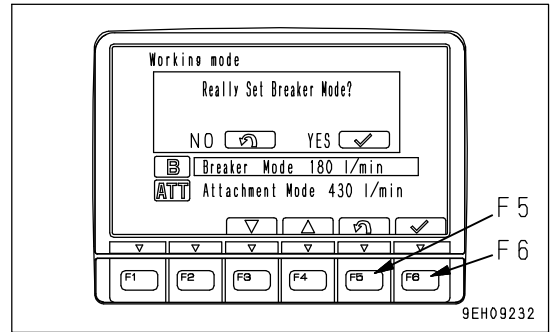 Working mode
Really Set Breaker Mode?
NO YES
B Breaker Mode 180 l/min
ATT Attachment Mode 430 l/min
F5
F6
F1 F2 F3 F4 F5 F6
9EH09232